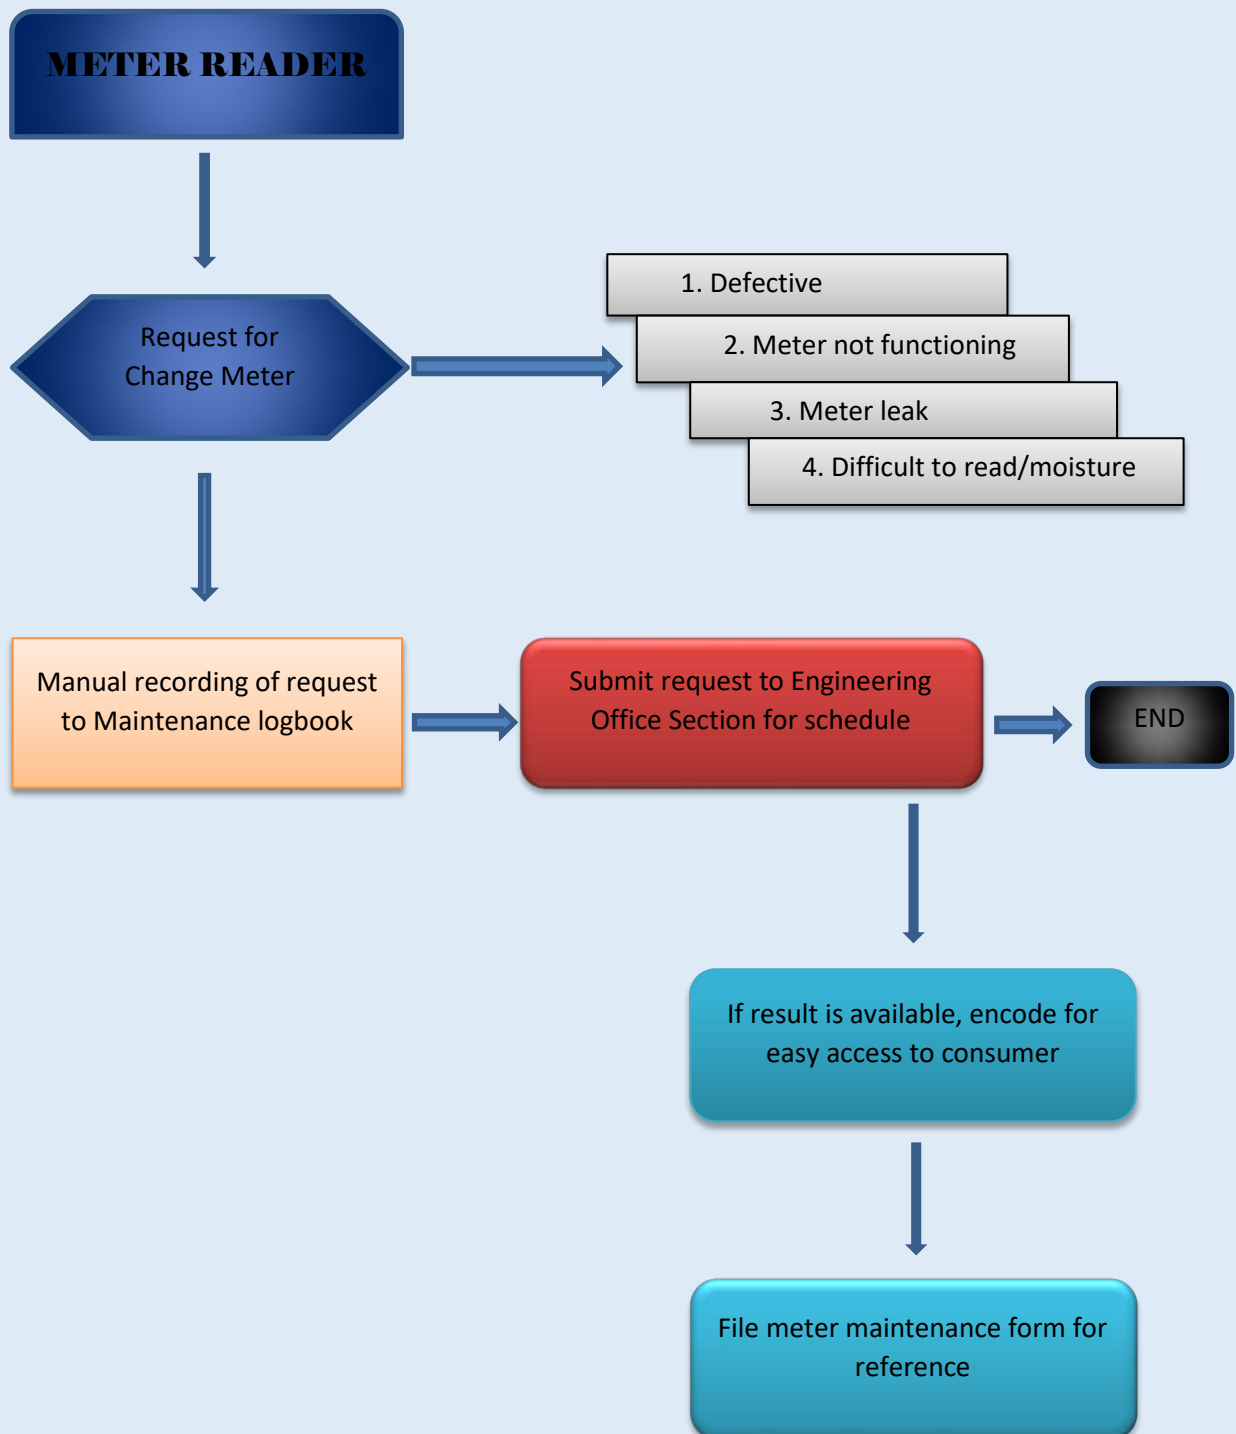 METER READER
Request for
Change Meter
1. Defective
2. Meter not functioning
3. Meter leak
4. Difficult to read/moisture
Manual recording of request
to Maintenance logbook
Submit request to Engineering
Office Section for schedule
END
If result is available, encode for
easy access to consumer
File meter maintenance form for
reference